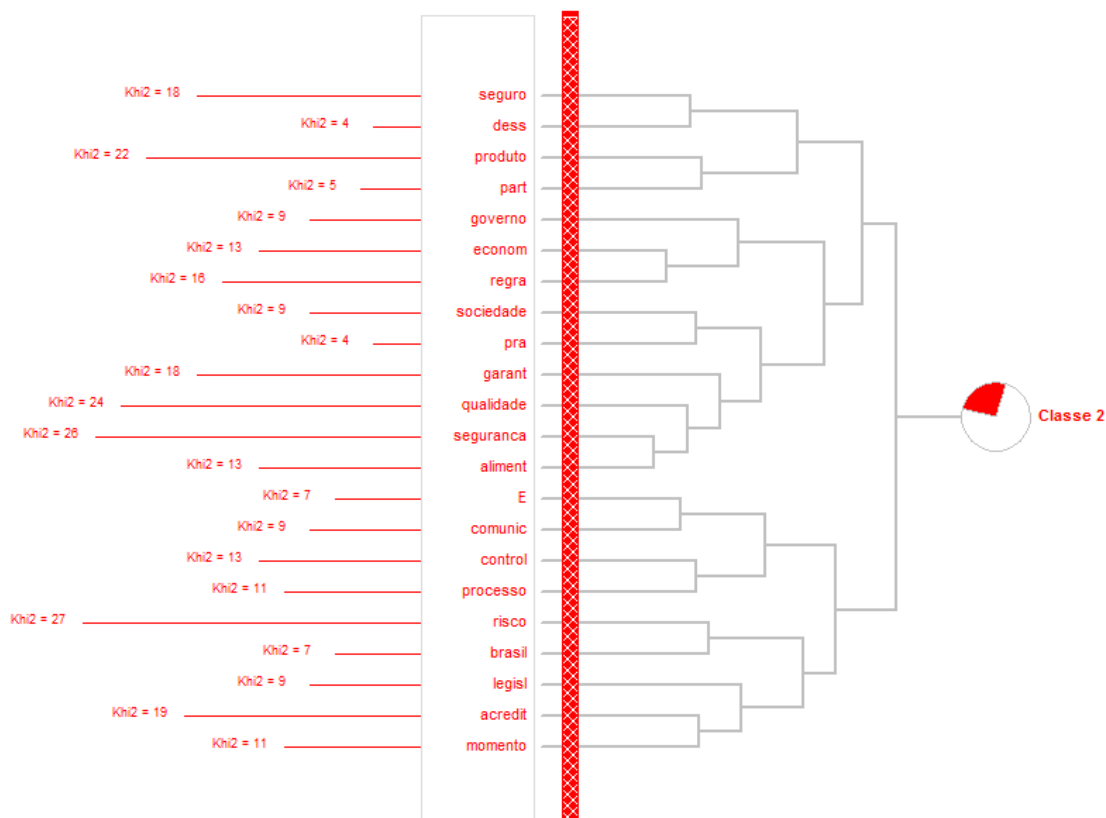 Khi2 = 18 seguro
Khi2 = 4 dess
Khi2 = 22 produto
Khi2 = 5 part
Khi2 = 9 governo
Khi2 = 13 econom
Khi2 = 16 regra
Khi2 = 9 sociedade
Khi2 = 4 pra
Khi2 = 18 garant
Khi2 = 24 qualidade
Khi2 = 26 seguranca
Khi2 = 13 aliment
Khi2 = 7 E
Khi2 = 9 comunic
Khi2 = 13 control
Khi2 = 11 processo
Khi2 = 27 risco
Khi2 = 7 brasil
Khi2 = 9 legisl
Khi2 = 19 acredit
Khi2 = 11 momento
Classe 2